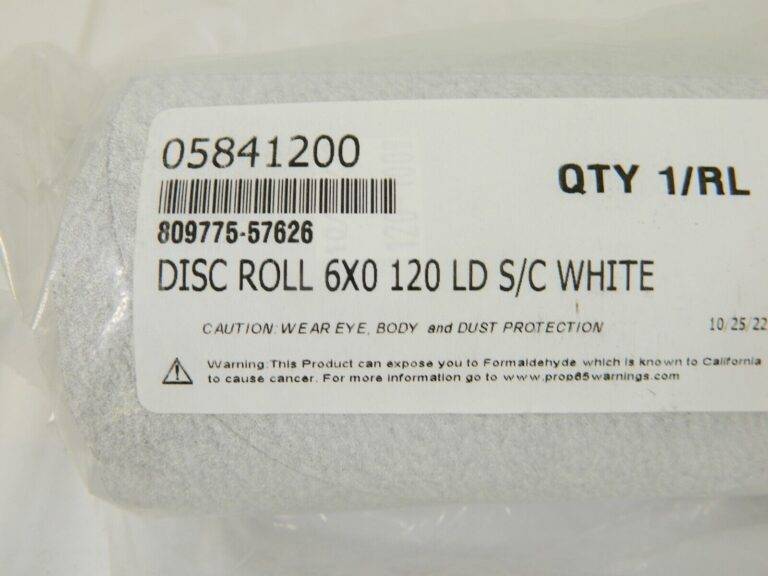 05841200
QTY 1/RL
809775-57626
DISC ROLL 6X0 120 LD S/C WHITE
CAUTION: WEAR EYE, BODY and DUST PROTECTION
10/25/22
Warning: This Product can expose you to Formaldehyde which is known to California
to cause cancer. For more information go to www.prop65warnings.com